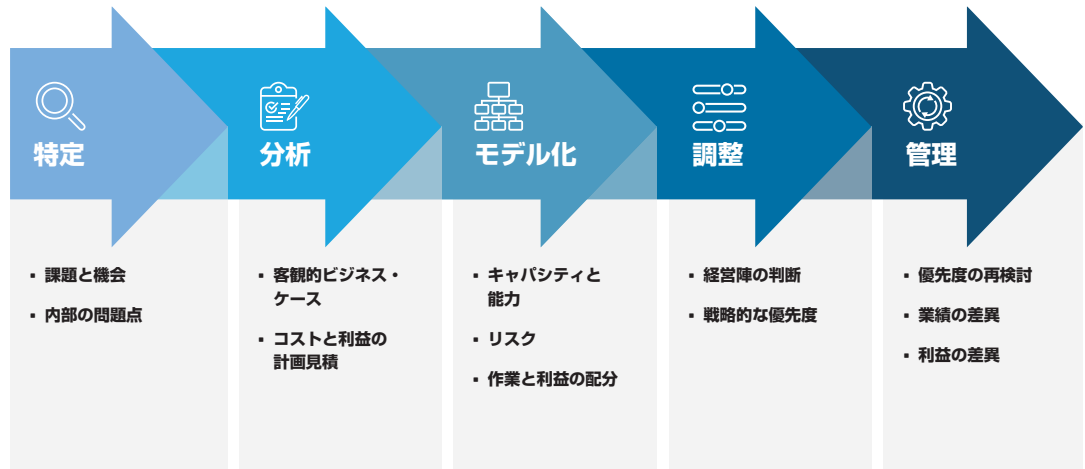 特定
分析
モデル化
調整
管理
▪ 課題と機会
▪ 内部の問題点
▪ 客観的ビジネス・
ケース
▪ コストと利益の
計画見積
▪ キャパシティと
能力
▪ リスク
▪ 作業と利益の配分
▪ 経営陣の判断
▪ 戦略的な優先度
▪ 優先度の再検討
▪ 業績の差異
▪ 利益の差異